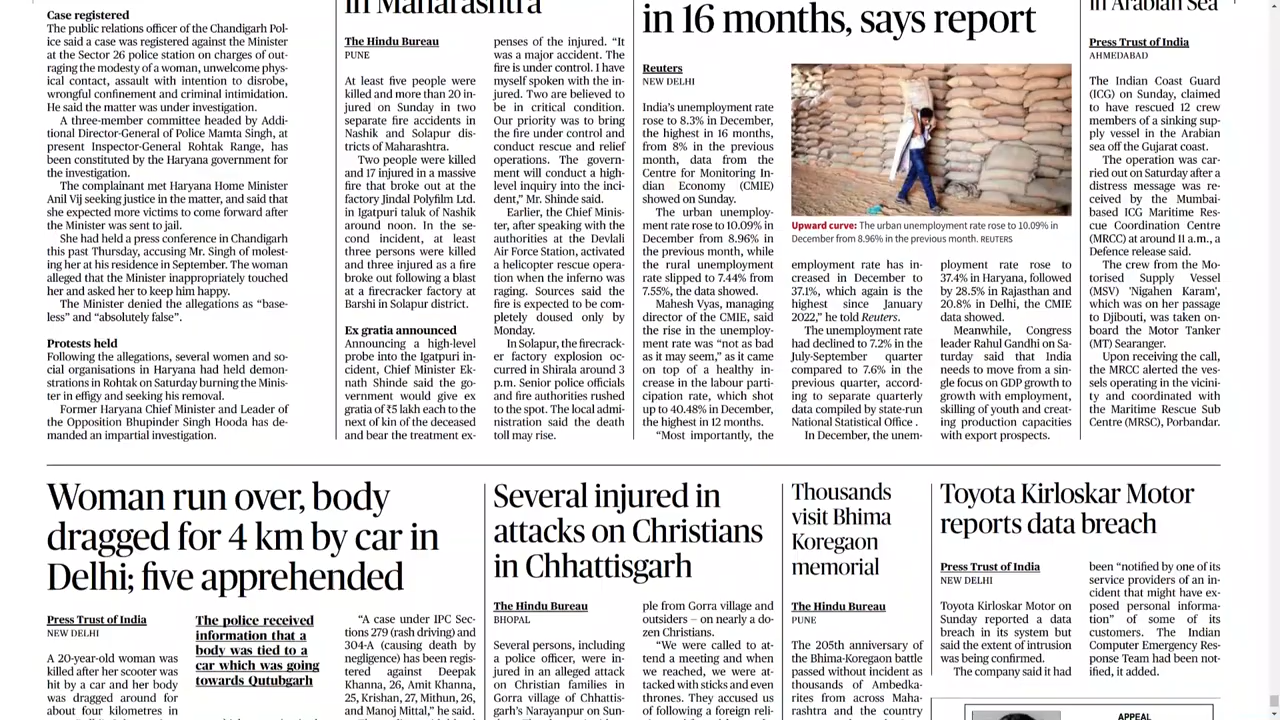 Case registered
The public relations officer of the Chandigarh Pol-
ice said a case was registered against the Minister
at the Sector 26 police station on charges of out-
raging the modesty of a woman, unwelcome phys-
ical contact, assault with intention to disrobe,
wrongful confinement and criminal intimidation.
He said the matter was under investigation.
A three-member committee headed by Addi-
tional Director-General of Police Mamta Singh, at
present Inspector-General Rohtak Range, has
been constituted by the Haryana government for
the investigation.
The complainant met Haryana Home Minister
Anil Vij seeking justice in the matter, and said that
she expected more victims to come forward after
the Minister was sent to jail.
She had held a press conference in Chandigarh
this past Thursday, accusing Mr. Singh of molest-
ing her at his residence in September. The woman
alleged that the Minister inappropriately touched
her and asked her to keep him happy.
The Minister denied the allegations as “base-
less” and “absolutely false”.
Protests held
Following the allegations, several women and so-
cial organisations in Haryana had held demon-
strations in Rohtak on Saturday burning the Minis-
ter in effigy and seeking his removal.
Former Haryana Chief Minister and Leader of
the Opposition Bhupinder Singh Hooda has de-
manded an impartial investigation.
in Maharashtra
The Hindu Bureau
PUNE
At least five people were
killed and more than 20 in-
jured on Sunday in two
separate fire accidents in
Nashik and Solapur dis-
tricts of Maharashtra.
Two people were killed
and 17 injured in a massive
fire that broke out at the
factory Jindal Polyfilm Ltd.
in Igatpuri taluk of Nashik
around noon. In the se-
cond incident, at least
three persons were killed
and three injured as a fire
broke out following a blast
at a firecracker factory at
Barshi in Solapur district.
Ex gratia announced
Announcing a high-level
probe into the Igatpuri in-
cident, Chief Minister Ek-
nath Shinde said the go-
vernment would give ex
gratia of ₹5 lakh each to the
next of kin of the deceased
and bear the treatment ex-
penses of the injured. “It
was a major accident. The
fire is under control. I have
myself spoken with the in-
jured. Two are believed to
be in critical condition.
Our priority was to bring
the fire under control and
conduct rescue and relief
operations. The govern-
ment will conduct a high-
level inquiry into the inci-
dent,” Mr. Shinde said.
Earlier, the Chief Minis-
ter, after speaking with the
authorities at the Devlali
Air Force Station, activated
a helicopter rescue opera-
tion when the inferno was
raging. Sources said the
fire is expected to be com-
pletely doused only by
Monday.
In Solapur, the firecrack-
er factory explosion oc-
curred in Shirala around 3
p.m. Senior police officials
and fire authorities rushed
to the spot. The local admi-
nistration said the death
toll may rise.
in 16 months, says report
Reuters
NEW DELHI
India’s unemployment rate
rose to 8.3% in December,
the highest in 16 months,
from 8% in the previous
month, data from the
Centre for Monitoring In-
dian Economy (CMIE)
showed on Sunday.
The urban unemploy-
ment rate rose to 10.09% in
December from 8.96% in
the previous month, while
the rural unemployment
rate slipped to 7.44% from
7.55%, the data showed.
Mahesh Vyas, managing
director of the CMIE, said
the rise in the unemploy-
ment rate was “not as bad
as it may seem,” as it came
on top of a healthy in-
crease in the labour parti-
cipation rate, which shot
up to 40.48% in December,
the highest in 12 months.
“Most importantly, the
Upward curve: The urban unemployment rate rose to 10.09% in
December from 8.96% in the previous month. REUTERS
employment rate has in-
creased in December to
37.1%, which again is the
highest since January
2022,” he told Reuters.
The unemployment rate
had declined to 7.2% in the
July-September quarter
compared to 7.6% in the
previous quarter, accord-
ing to separate quarterly
data compiled by state-run
National Statistical Office .
In December, the unem-
ployment rate rose to
37.4% in Haryana, followed
by 28.5% in Rajasthan and
20.8% in Delhi, the CMIE
data showed.
Meanwhile, Congress
leader Rahul Gandhi on Sa-
turday said that India
needs to move from a sin-
gle focus on GDP growth to
growth with employment,
skilling of youth and creat-
ing production capacities
with export prospects.
in Arabian Sea
Press Trust of India
AHMEDABAD
The Indian Coast Guard
(ICG) on Sunday, claimed
to have rescued 12 crew
members of a sinking sup-
ply vessel in the Arabian
sea off the Gujarat coast.
The operation was car-
ried out on Saturday after a
distress message was re-
ceived by the Mumbai-
based ICG Maritime Res-
cue Coordination Centre
(MRCC) at around 11 a.m., a
Defence release said.
The crew from the Mo-
torised Supply Vessel
(MSV) ‘Nigahen Karam’,
which was on her passage
to Djibouti, was taken on-
board the Motor Tanker
(MT) Searanger.
Upon receiving the call,
the MRCC alerted the ves-
sels operating in the vicini-
ty and coordinated with
the Maritime Rescue Sub
Centre (MRSC), Porbandar.
Woman run over, body
dragged for 4 km by car in
Delhi; five apprehended
Press Trust of India
NEW DELHI
A 20-year-old woman was
killed after her scooter was
hit by a car and her body
was dragged around for
about four kilometres in
The police received
information that a
body was tied to a
car which was going
towards Qutubgarh
“A case under IPC Sec-
tions 279 (rash driving) and
304-A (causing death by
negligence) has been regis-
tered against Deepak
Khanna, 26, Amit Khanna,
25, Krishan, 27, Mithun, 26,
and Manoj Mittal,” he said.
Several injured in
attacks on Christians
in Chhattisgarh
The Hindu Bureau
BHOPAL
Several persons, including
a police officer, were in-
jured in an alleged attack
on Christian families in
Gorra village of Chhattis-
garh’s Narayanpur on Sun-
ple from Gorra village and
outsiders — on nearly a do-
zen Christians.
“We were called to at-
tend a meeting and when
we reached, we were at-
tacked with sticks and even
thrones. They accused us
of following a foreign reli-
Thousands
visit Bhima
Koregaon
memorial
The Hindu Bureau
PUNE
The 205th anniversary of
the Bhima-Koregaon battle
passed without incident as
thousands of Ambedka-
rites from across Maha-
rashtra and the country
Toyota Kirloskar Motor
reports data breach
Press Trust of India
NEW DELHI
Toyota Kirloskar Motor on
Sunday reported a data
breach in its system but
said the extent of intrusion
was being confirmed.
The company said it had
been “notified by one of its
service providers of an in-
cident that might have ex-
posed personal informa-
tion” of some of its
customers. The Indian
Computer Emergency Res-
ponse Team had been not-
ified, it added.
APPEAL